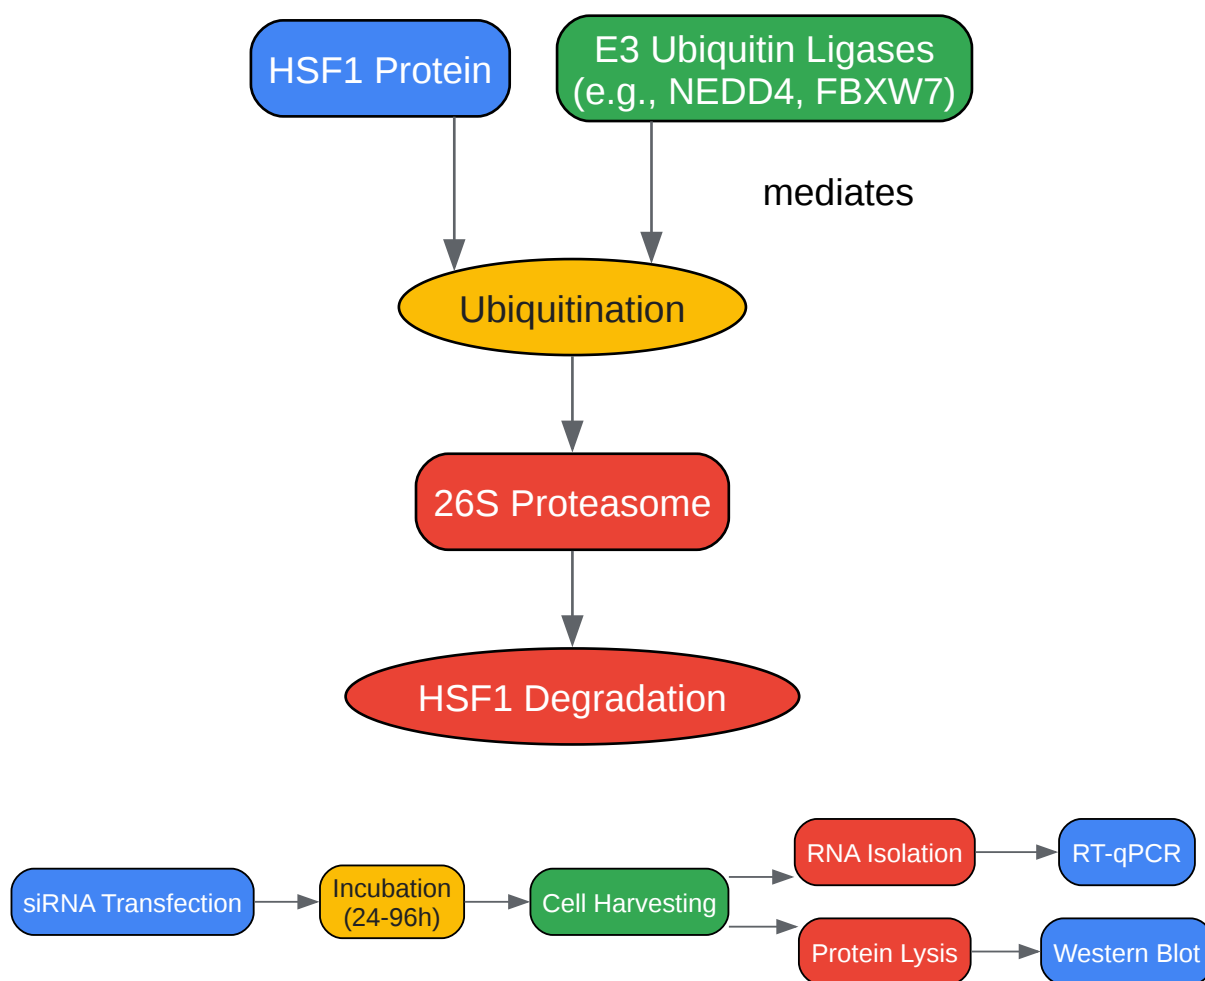 HSF1 Protein
E3 Ubiquitin Ligases
(e.g., NEDD4, FBXW7)
mediates
Ubiquitination
26S Proteasome
HSF1 Degradation
siRNA Transfection
Incubation
(24-96h)
Cell Harvesting
RNA Isolation
RT-qPCR
Protein Lysis
Western Blot